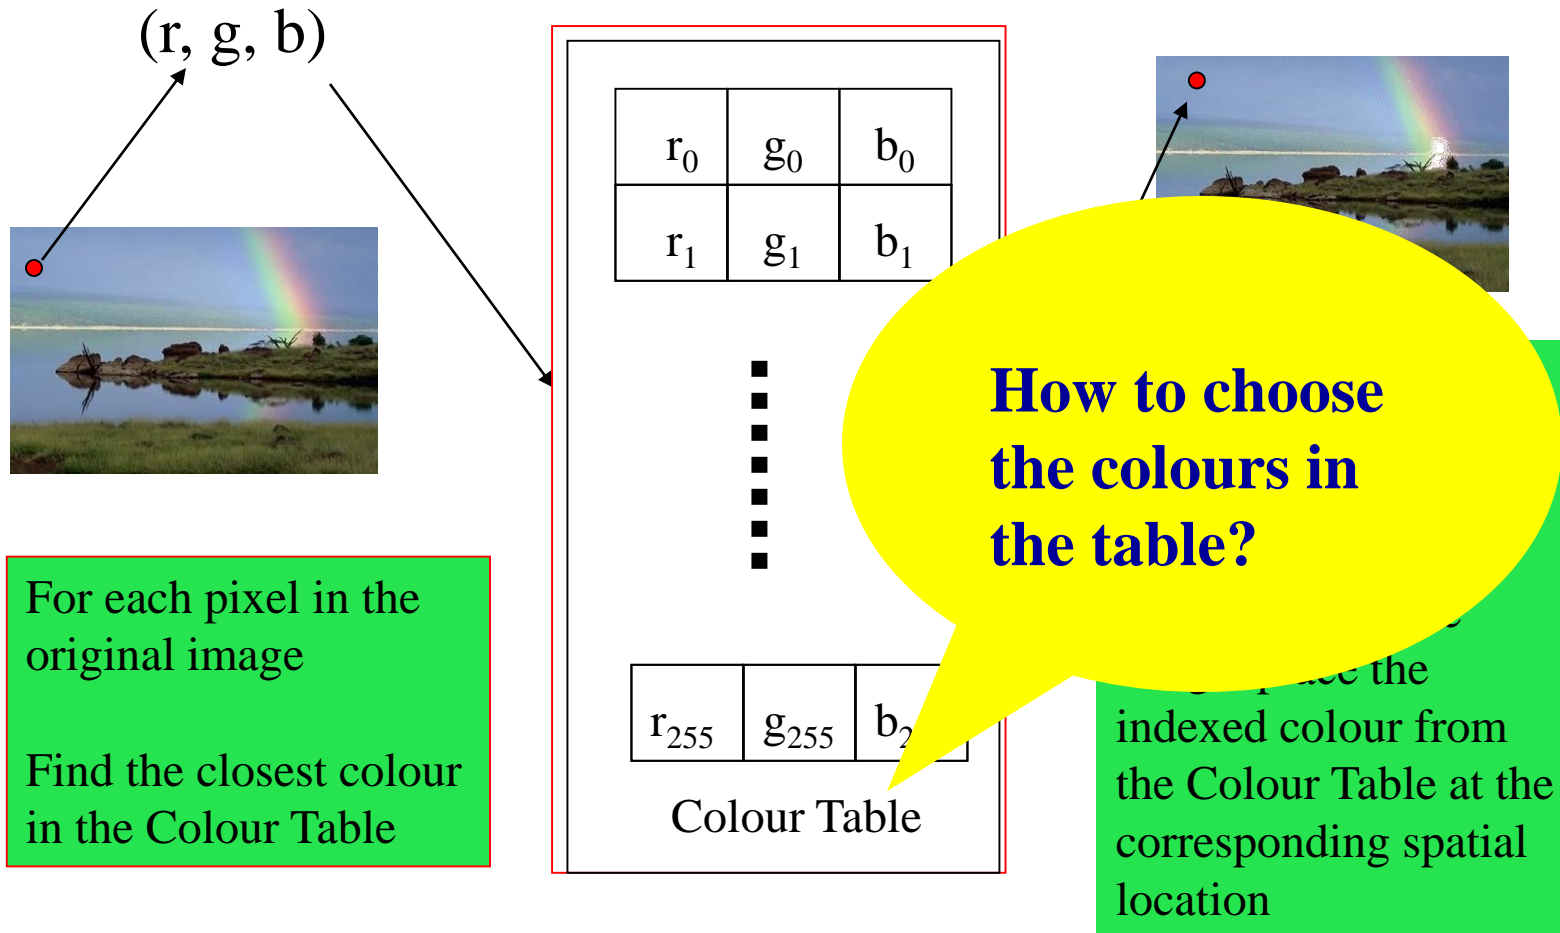 (r, g, b)
r₀ g₀ b₀
r₁ g₁ b₁
r₂₅₅ g₂₅₅
Colour Table
For each pixel in the
original image
Find the closest colour
in the Colour Table
How to choose
the colours in
the table?
the
indexed colour from
the Colour Table at the
corresponding spatial
location